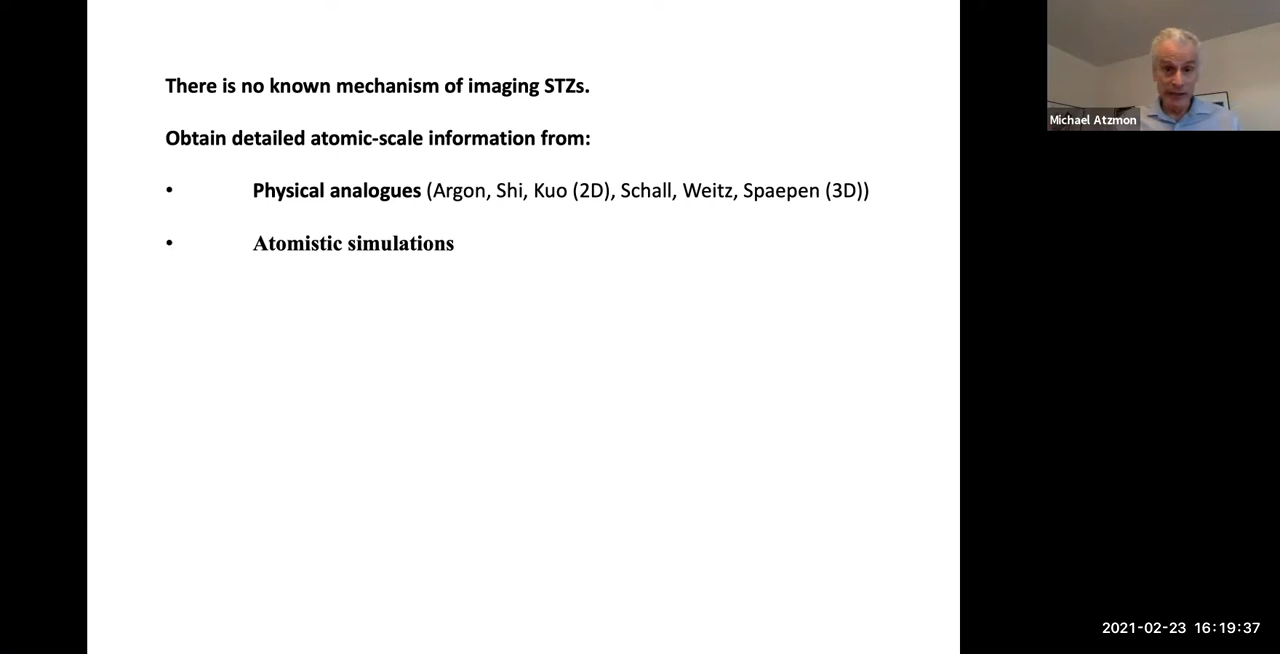 There is no known mechanism of imaging STZs.
Obtain detailed atomic-scale information from:
• Physical analogues (Argon, Shi, Kuo (2D), Schall, Weitz, Spaepen (3D))
• Atomistic simulations
Michael Atzmon
2021-02-23 16:19:37